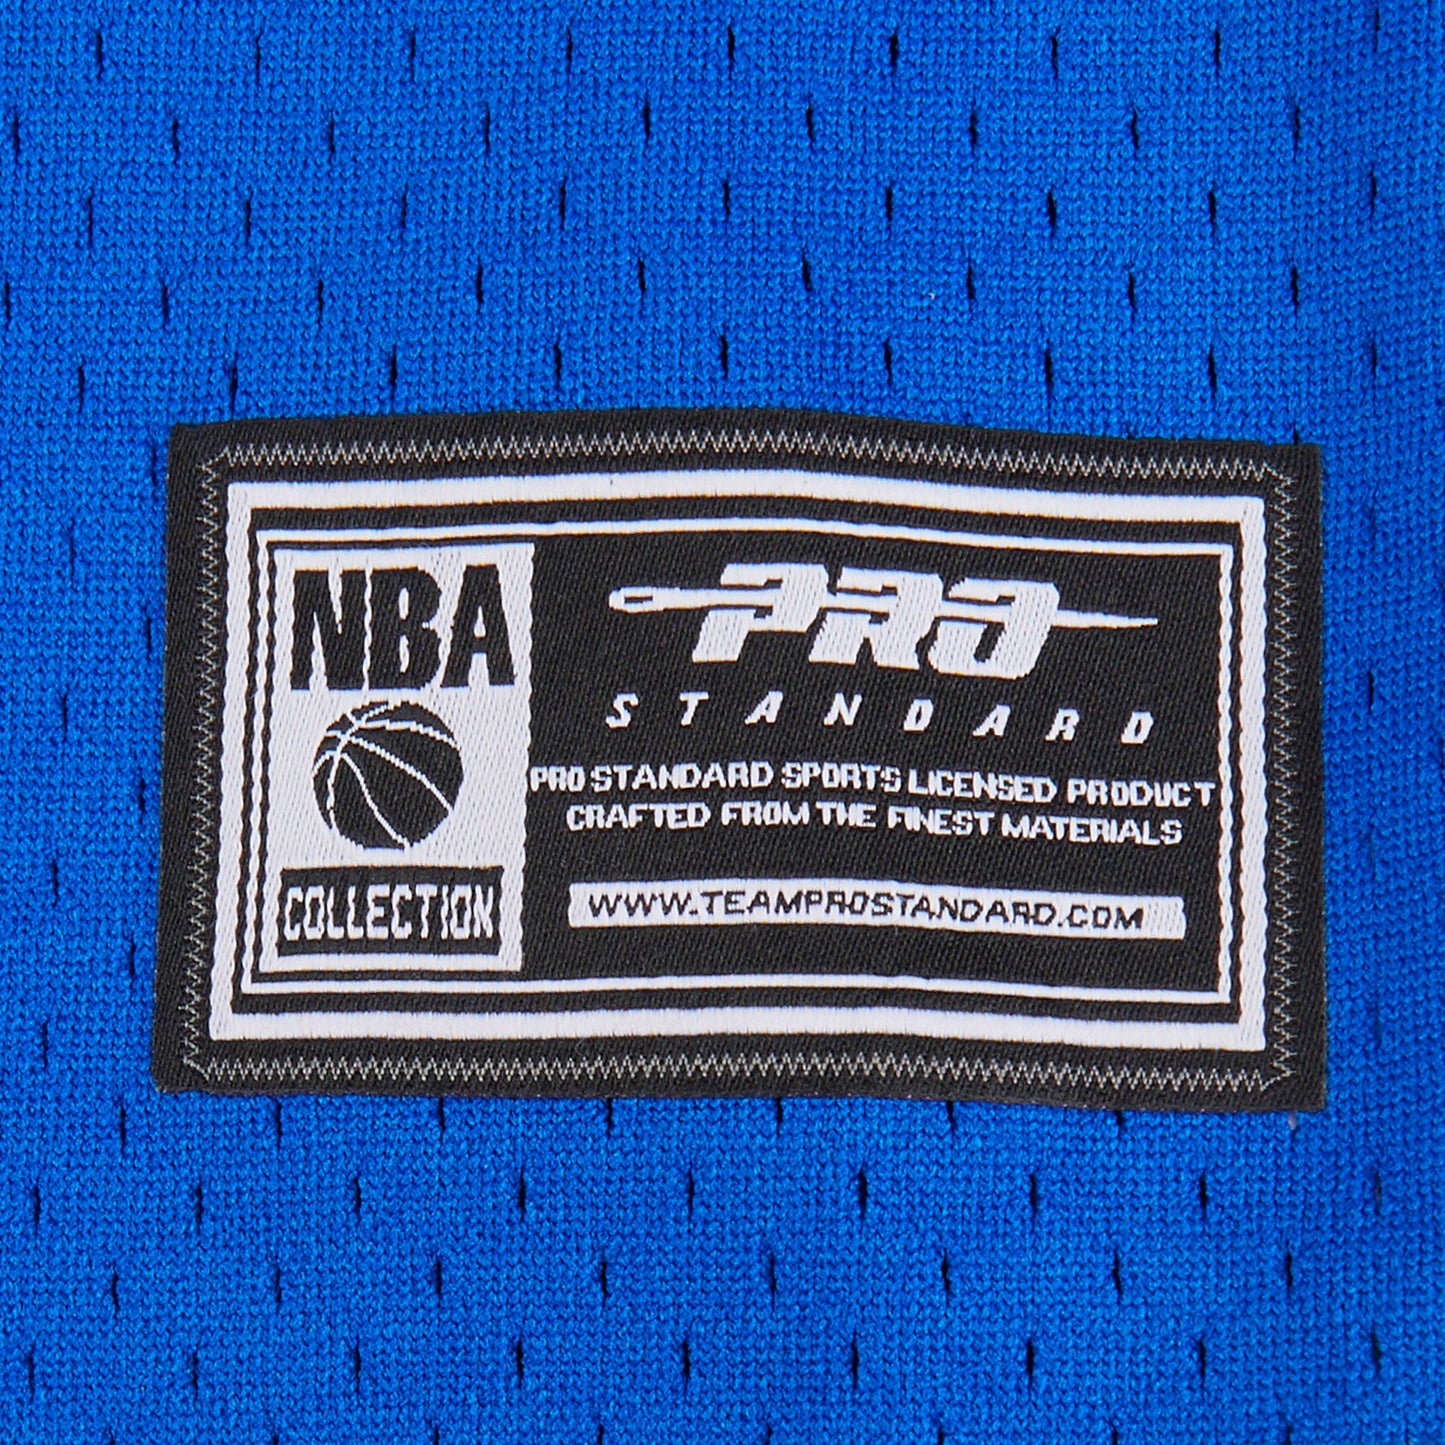 NBA
COLLECTION
PRO
STANDARD
PRO STANDARD SPORTS LICENSED PRODUCT
CRAFTED FROM THE FINEST MATERIALS
WWW.TEAMPROSTANDARD.COM